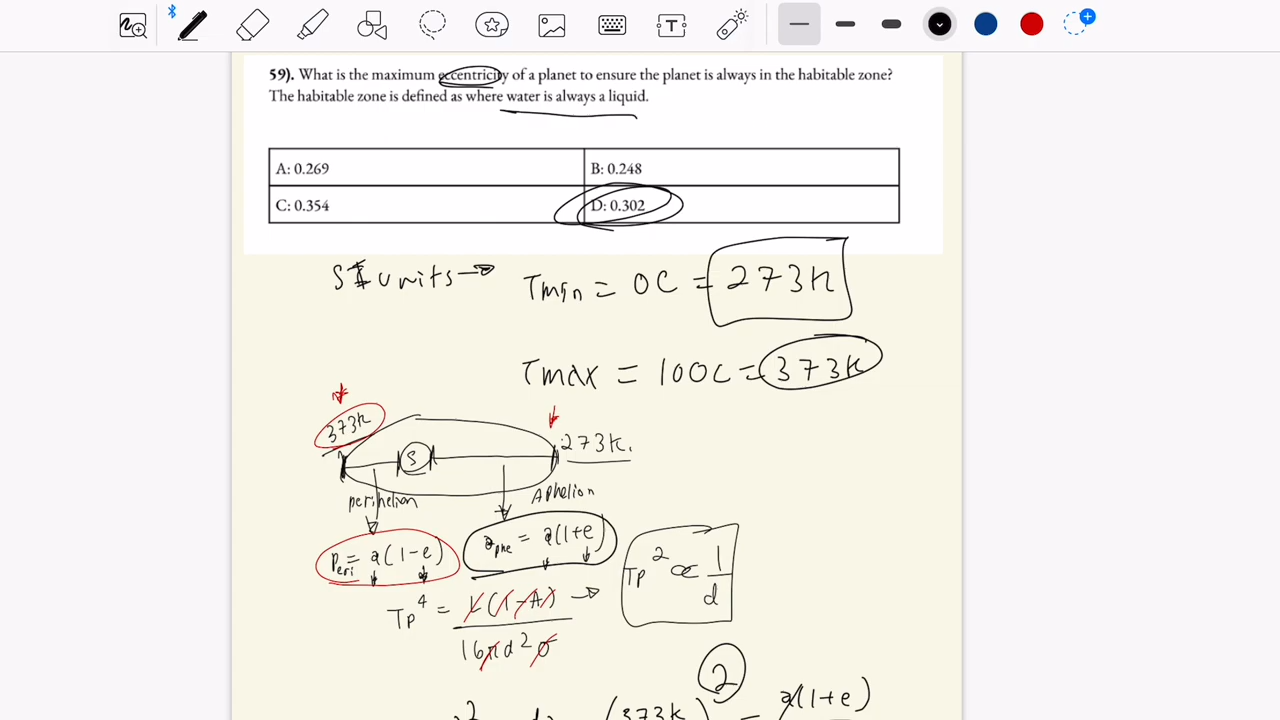 59). What is the maximum eccentricity of a planet to ensure the planet is always in the habitable zone?
The habitable zone is defined as where water is always a liquid.
A: 0.269
B: 0.248
C: 0.354
D: 0.302
SI units →
Tmin = 0C = 273K
Tmax = 100C = 373K
373K
S
273K.
perihelion
Aphelion
Peri = a(1-e)
aphe = a(1+e)
Tp² ∝ 1/d
Tp⁴ = L(1-A) / 16πd²σ →
2
(373K) = a(1+e)